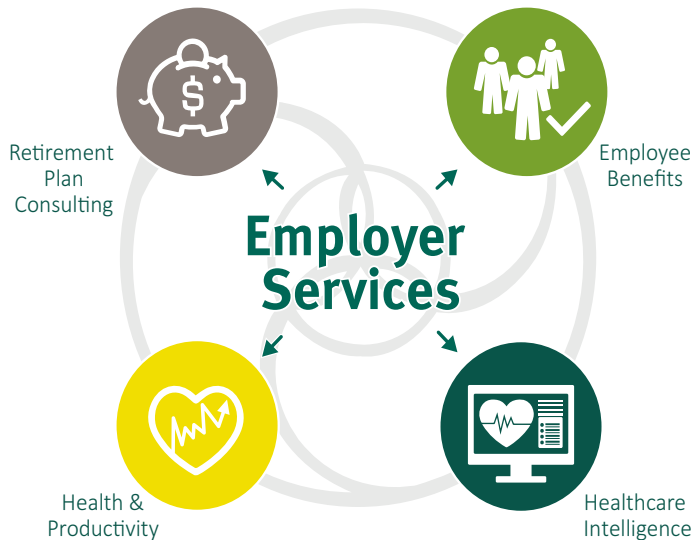 $
Retirement
Plan
Consulting
Employee
Benefits
Employer
Services
Health &
Productivity
Healthcare
Intelligence